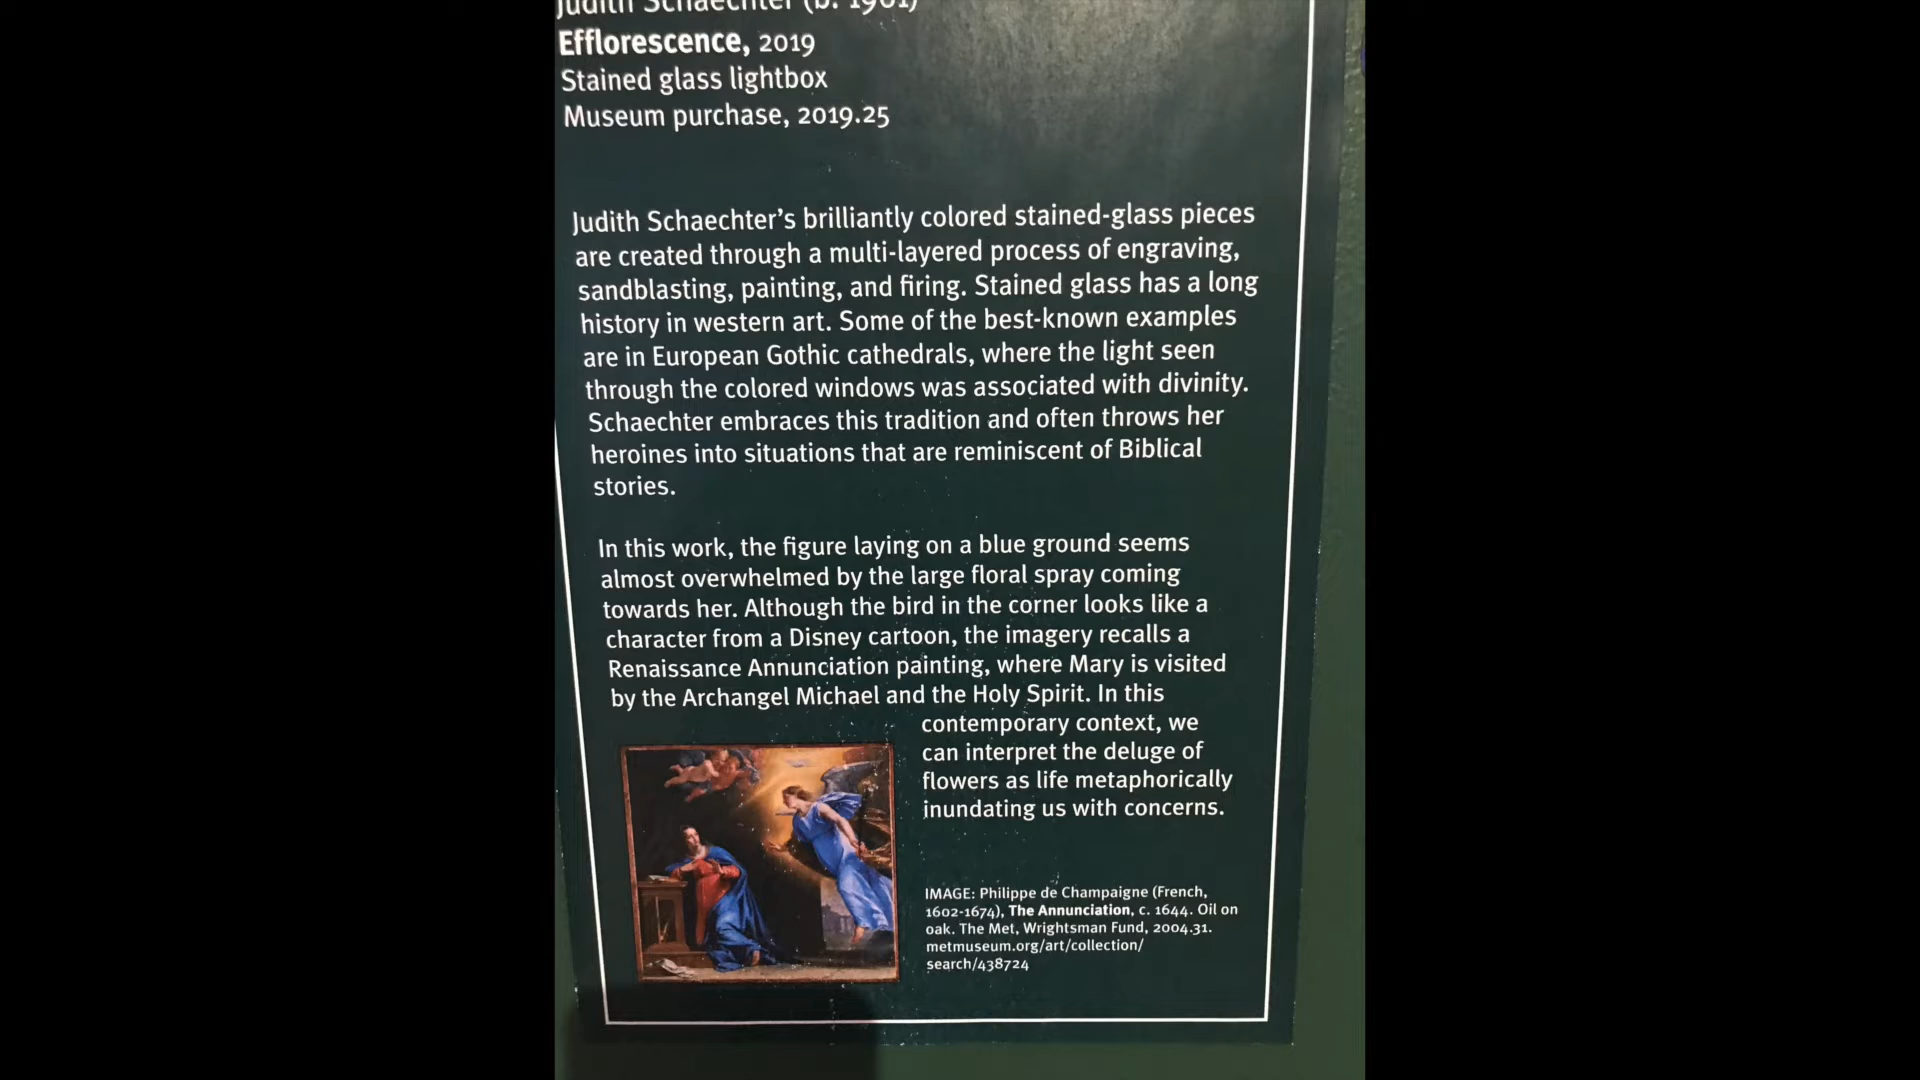 Judith Schaechter (b. 1961)
Efflorescence, 2019
Stained glass lightbox
Museum purchase, 2019.25
Judith Schaechter’s brilliantly colored stained-glass pieces
are created through a multi-layered process of engraving,
sandblasting, painting, and firing. Stained glass has a long
history in western art. Some of the best-known examples
are in European Gothic cathedrals, where the light seen
through the colored windows was associated with divinity.
Schaechter embraces this tradition and often throws her
heroines into situations that are reminiscent of Biblical
stories.
In this work, the figure laying on a blue ground seems
almost overwhelmed by the large floral spray coming
towards her. Although the bird in the corner looks like a
character from a Disney cartoon, the imagery recalls a
Renaissance Annunciation painting, where Mary is visited
by the Archangel Michael and the Holy Spirit. In this
contemporary context, we
can interpret the deluge of
flowers as life metaphorically
inundating us with concerns.
IMAGE: Philippe de Champaigne (French,
1602-1674), The Annunciation, c. 1644. Oil on
oak. The Met, Wrightsman Fund, 2004.31.
metmuseum.org/art/collection/
search/438724